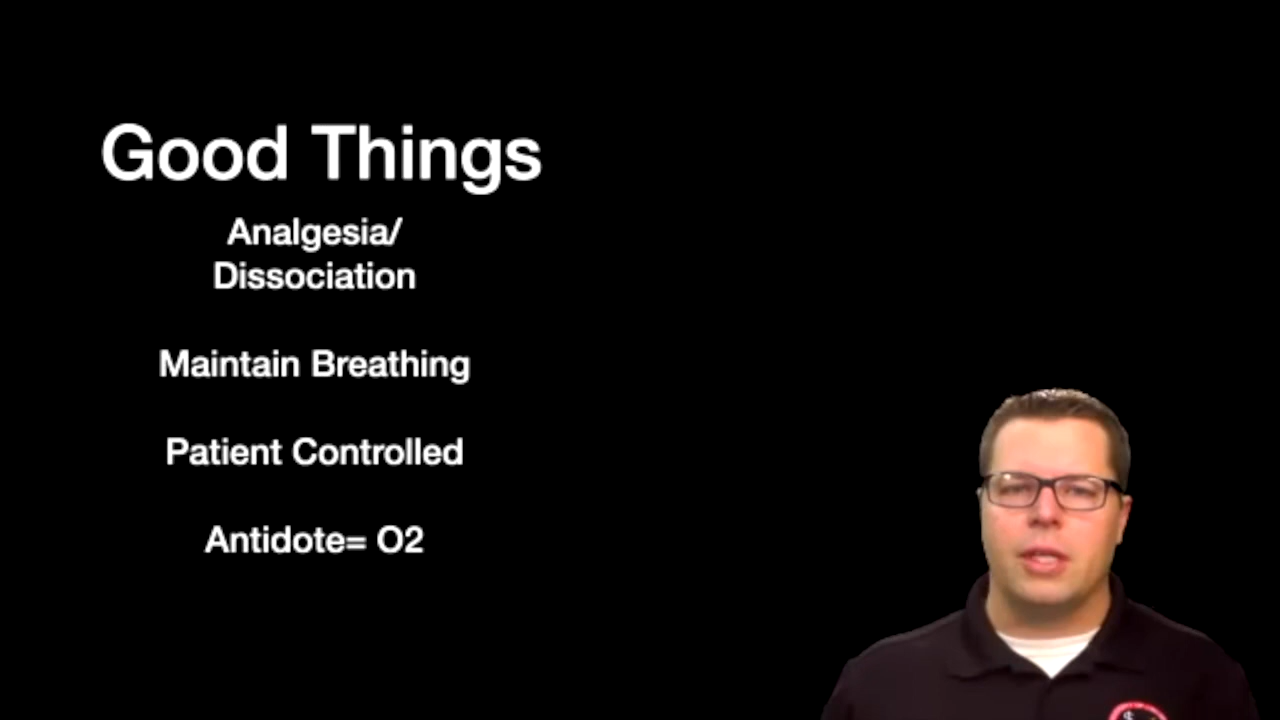 Good Things
Analgesia/
Dissociation
Maintain Breathing
Patient Controlled
Antidote= O2